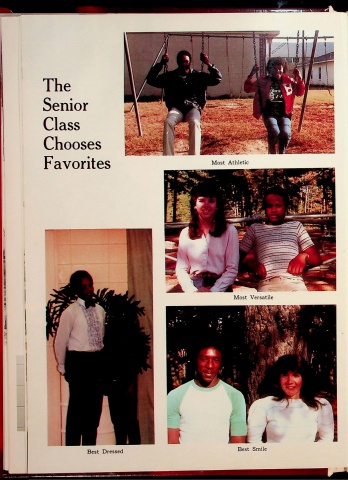 The
Senior
Class
Chooses
Favorites
Most Athletic
Most Versatile
Best Dressed
Best Smile